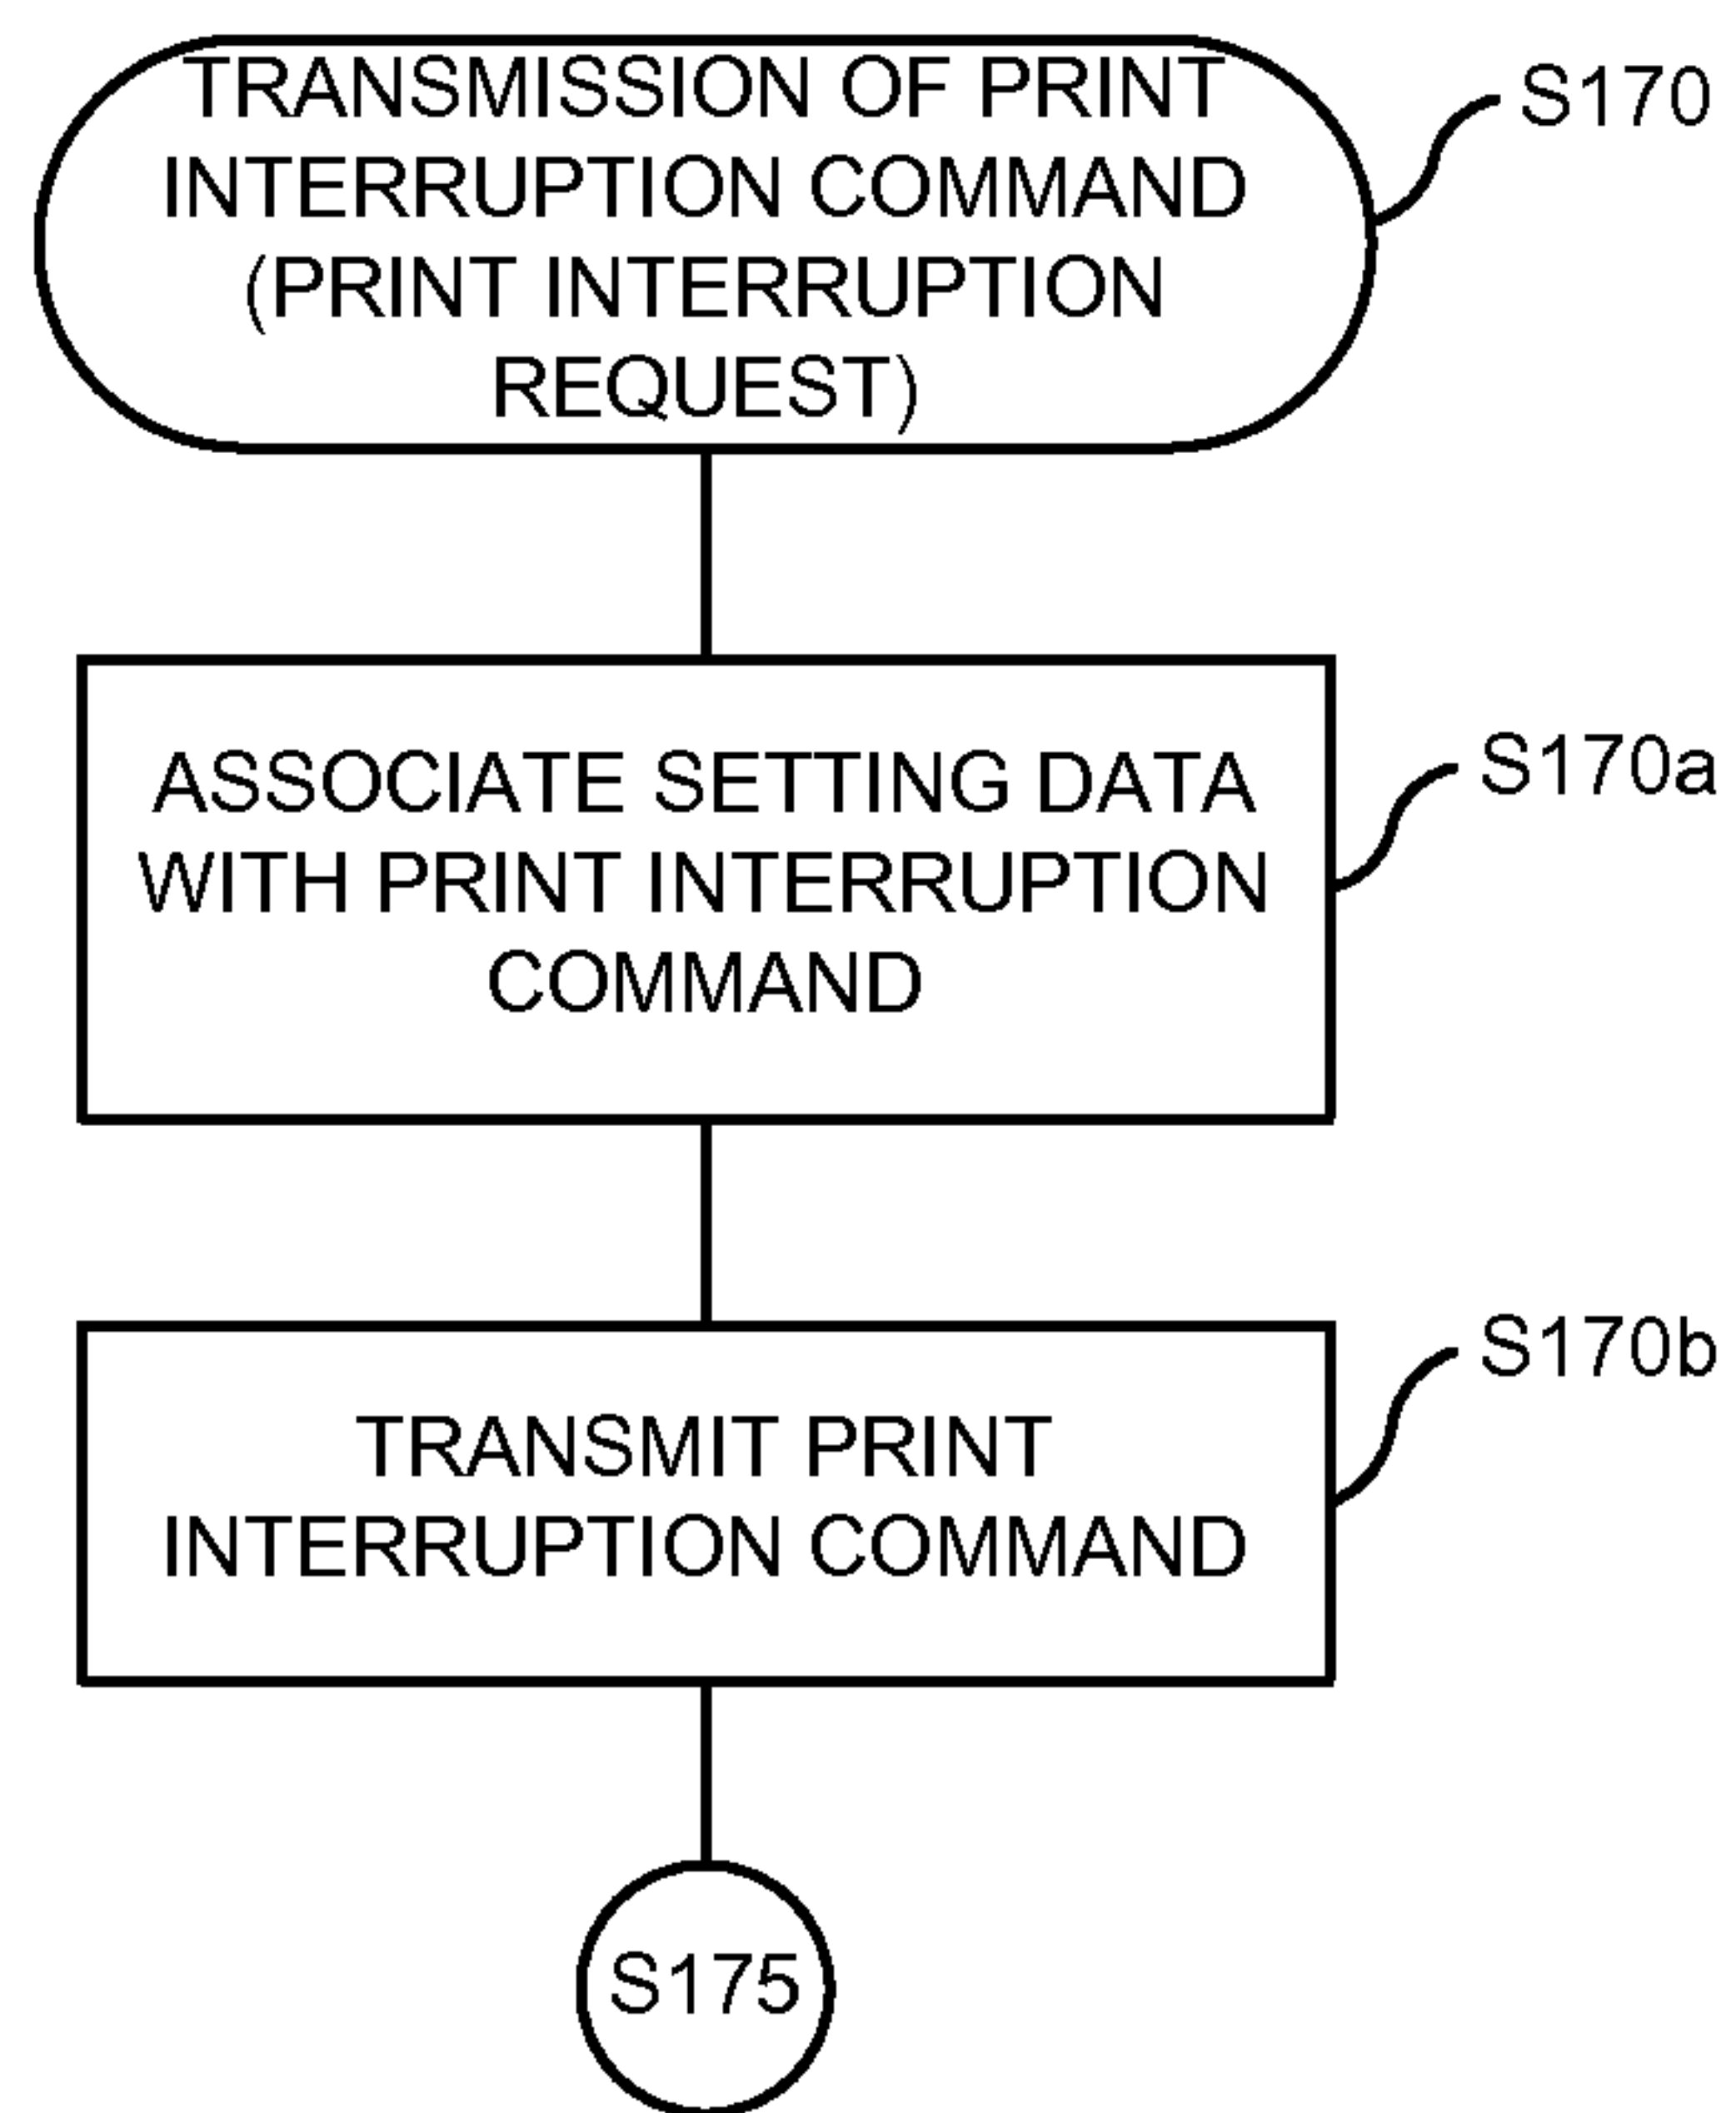 TRANSMISSION OF PRINT
INTERRUPTION COMMAND
(PRINT INTERRUPTION
REQUEST)
S170
ASSOCIATE SETTING DATA
WITH PRINT INTERRUPTION
COMMAND
S170a
TRANSMIT PRINT
INTERRUPTION COMMAND
S170b
S175